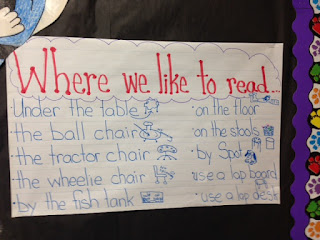 Where we like to read...
·Under the table
·the ball chair
·the tractor chair
·the wheelie chair
·by the fish tank
·on the floor
·on the stools
·by Spot
·use a lap board
·use a lap desk